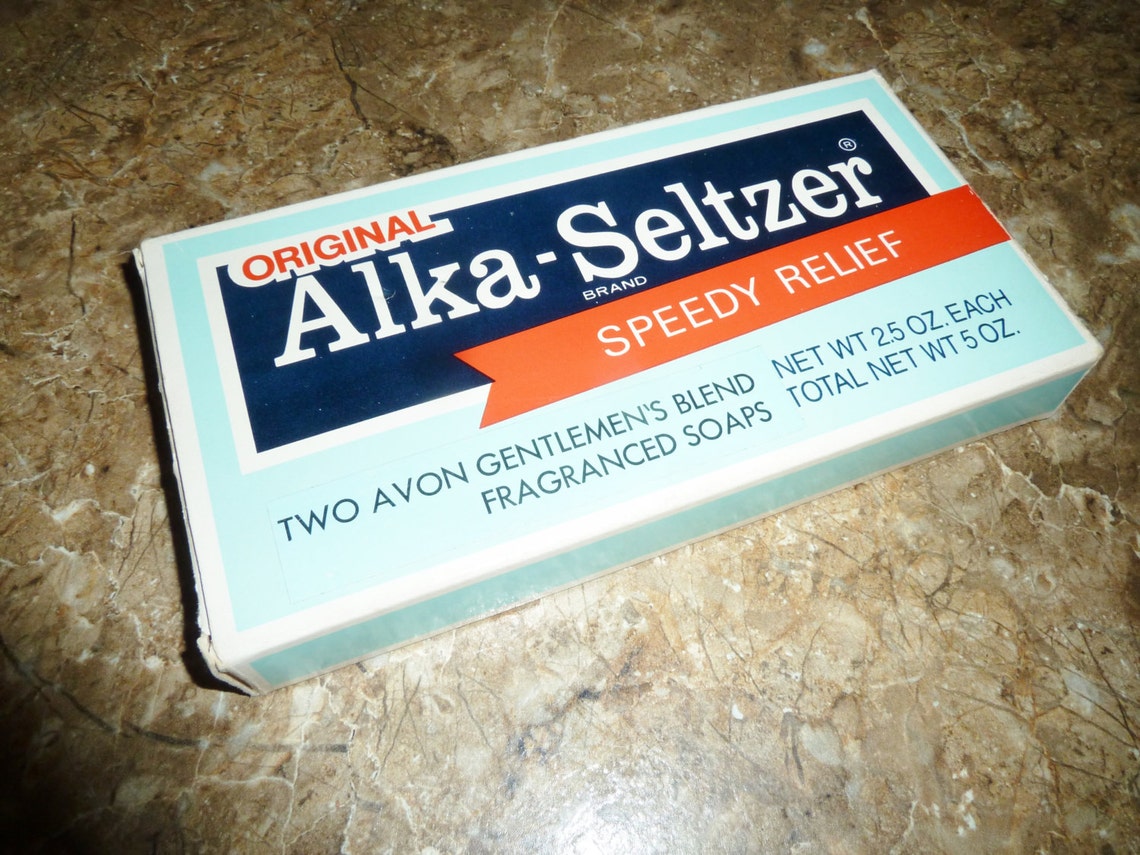 ORIGINAL
Alka-Seltzer®
BRAND
SPEEDY RELIEF
TWO AVON GENTLEMEN'S BLEND
FRAGRANCED SOAPS
NET WT 2.5 OZ. EACH
TOTAL NET WT 5 OZ.